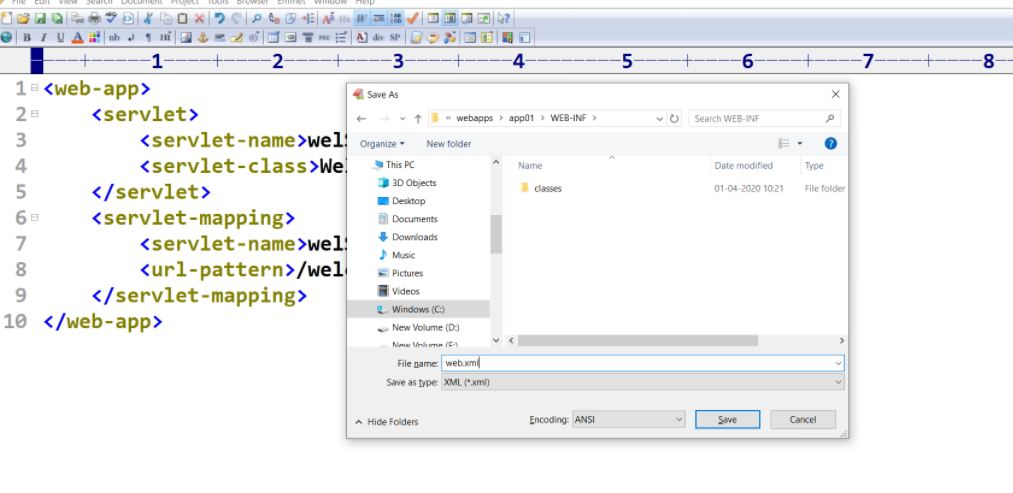 File Edit View Search Document Project Tools Browser Emmet Window Help
B I U A nb ¶ Hi div SP
1 2 3 4 5 6 7 8
1 <web-app>
2 <servlet>
3 <servlet-name>wel
4 <servlet-class>We
5 </servlet>
6 <servlet-mapping>
7 <servlet-name>wel
8 <url-pattern>/wel
9 </servlet-mapping>
10 </web-app>
Save As
« webapps > app01 > WEB-INF >
Search WEB-INF
Organize
New folder
This PC
3D Objects
Desktop
Documents
Downloads
Music
Pictures
Videos
Windows (C:)
New Volume (D:)
New Volume (E:)
Name Date modified Type
classes 01-04-2020 10:21 File folder
File name: web.xml
Save as type: XML (*.xml)
Hide Folders
Encoding: ANSI
Save
Cancel